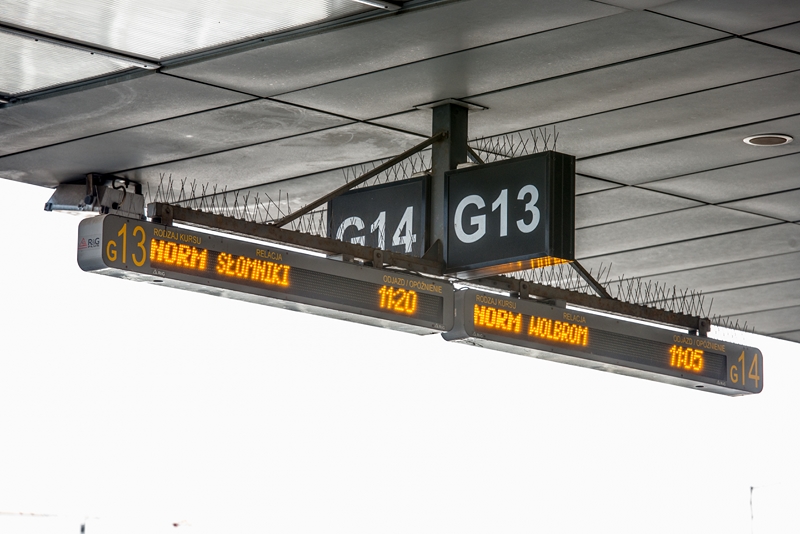 G14
G13
R&G
G13
RODZAJ KURSU
RELACJA
ODJAZD / OPÓŹNIENIE
NORM SŁOMNIKI
11:20
R&G
RODZAJ KURSU
RELACJA
ODJAZD / OPÓŹNIENIE
NORM WOLBROM
11:05
G14